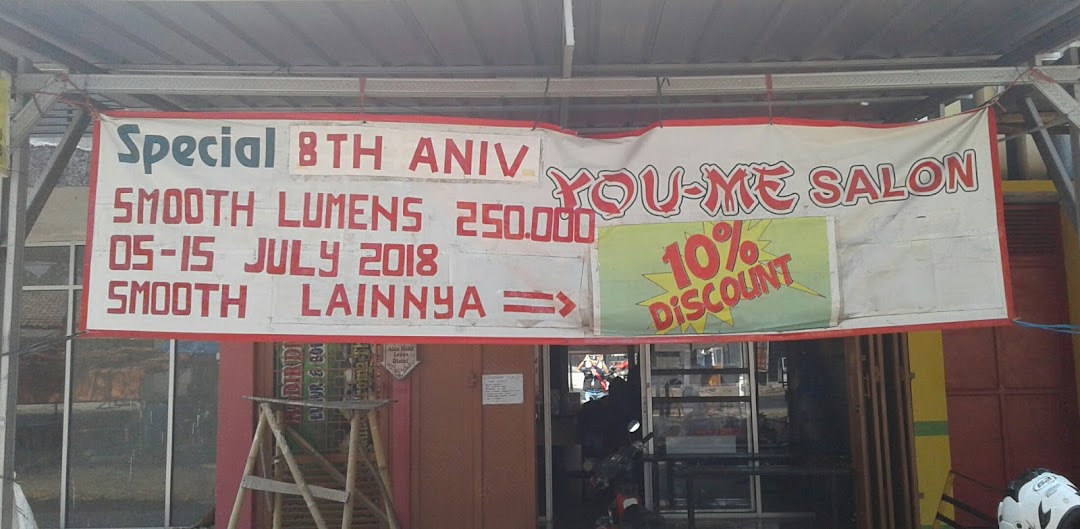 Special 8TH ANIV
YOU-ME SALON
SMOOTH LUMENS 250.000
05-15 JULY 2018
SMOOTH LAINNYA =>
10%
DISCOUNT